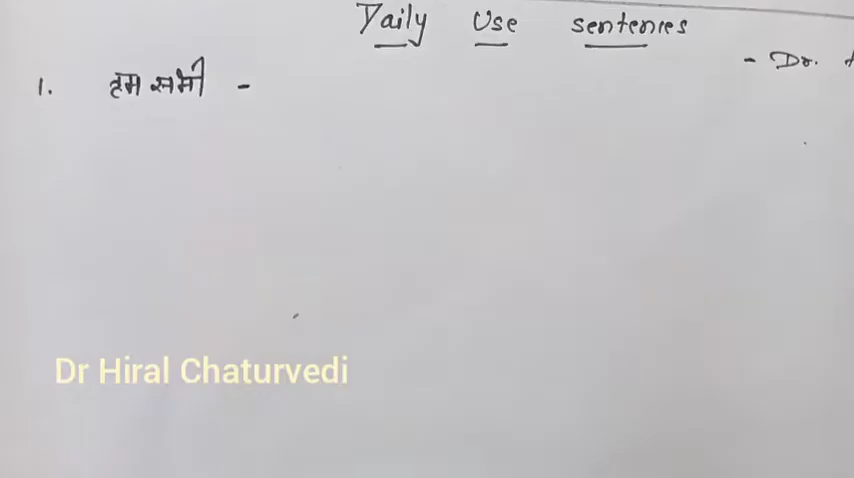 Daily Use sentences
- Dr.
1. हम सभी -
Dr Hiral Chaturvedi